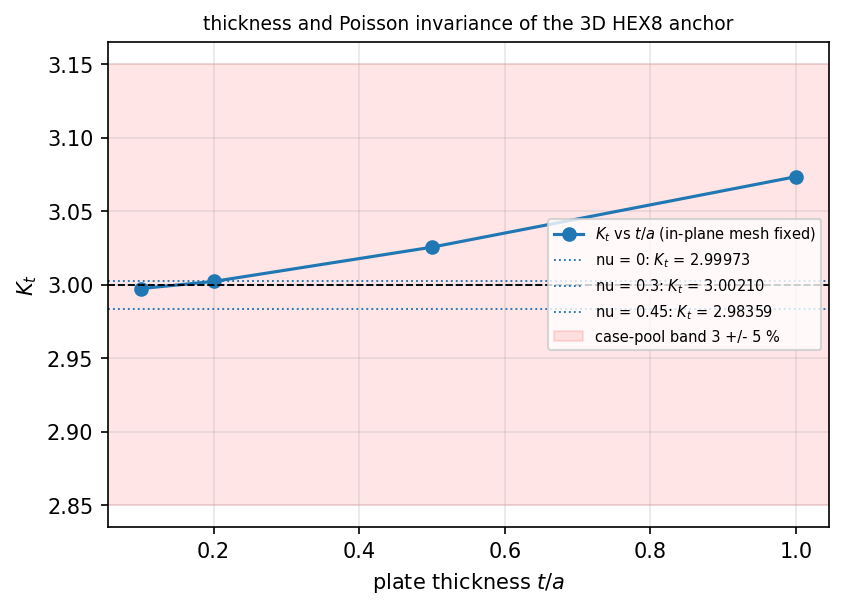 thickness and Poisson invariance of the 3D HEX8 anchor
3.15
3.10
3.05
3.00
2.95
2.90
2.85
K_t
K_t vs t/a (in-plane mesh fixed)
nu = 0: K_t = 2.99973
nu = 0.3: K_t = 3.00210
nu = 0.45: K_t = 2.98359
case-pool band 3 +/- 5 %
0.2 0.4 0.6 0.8 1.0
plate thickness t/a